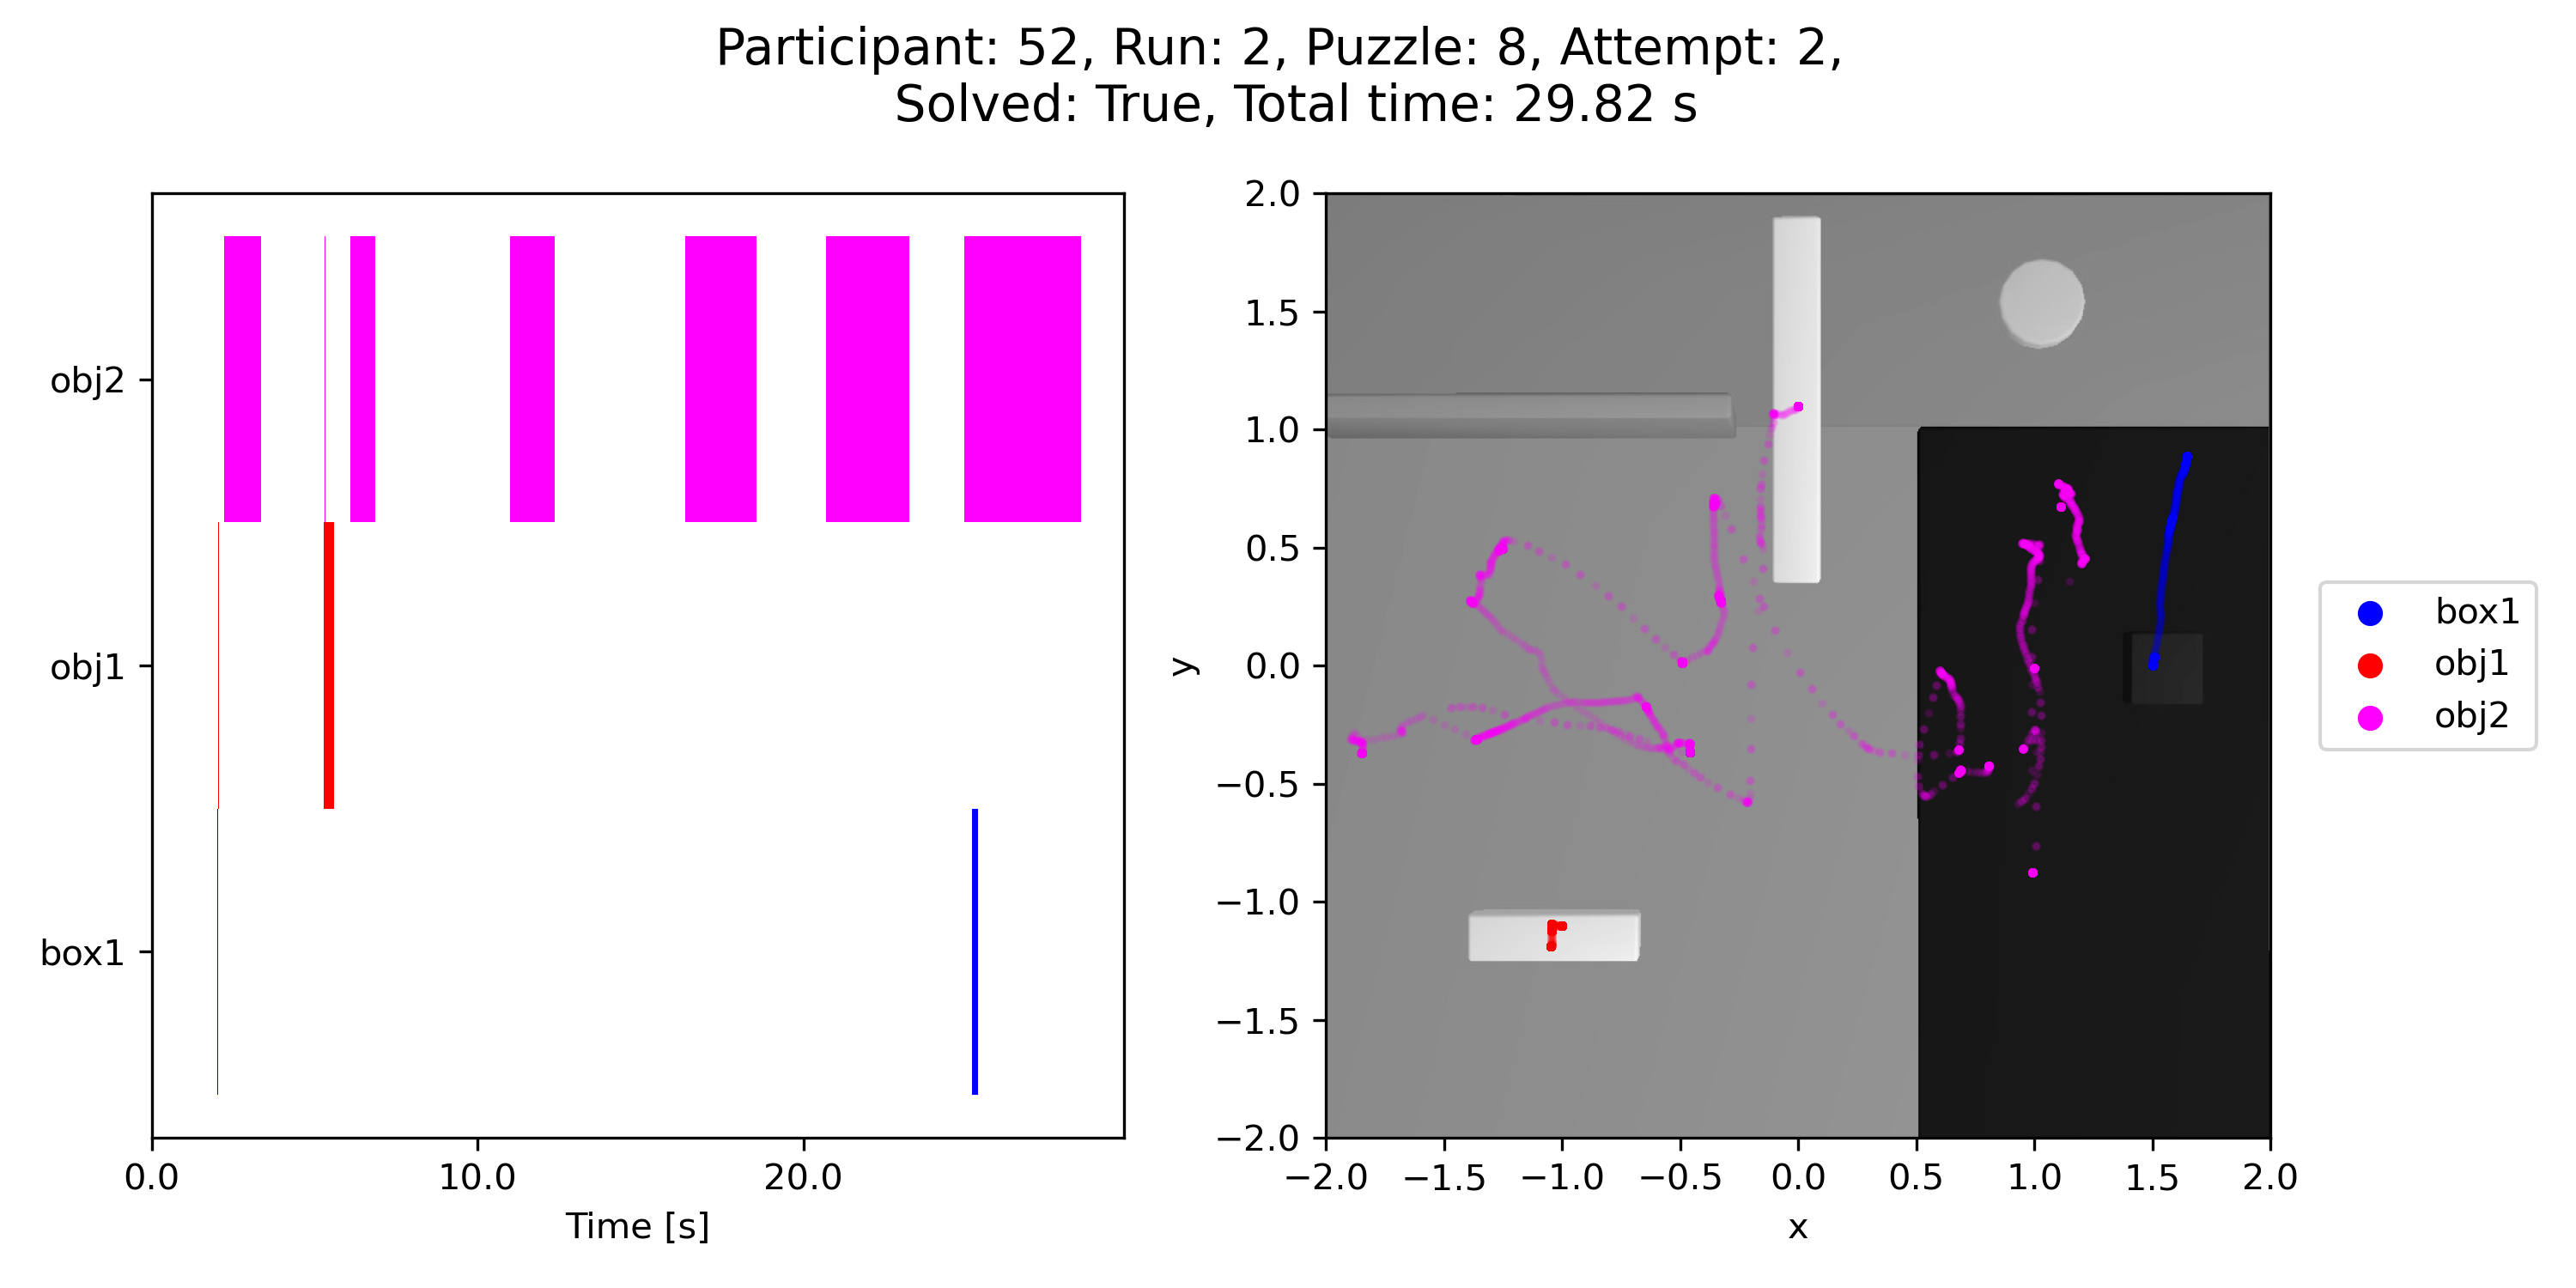 Participant: 52, Run: 2, Puzzle: 8, Attempt: 2,
Solved: True, Total time: 29.82 s
obj2
obj1
box1
0.0
10.0
20.0
Time [s]
2.0
1.5
1.0
0.5
0.0
−0.5
−1.0
−1.5
−2.0
y
−2.0
−1.5
−1.0
−0.5
0.0
0.5
1.0
1.5
2.0
x
box1
obj1
obj2